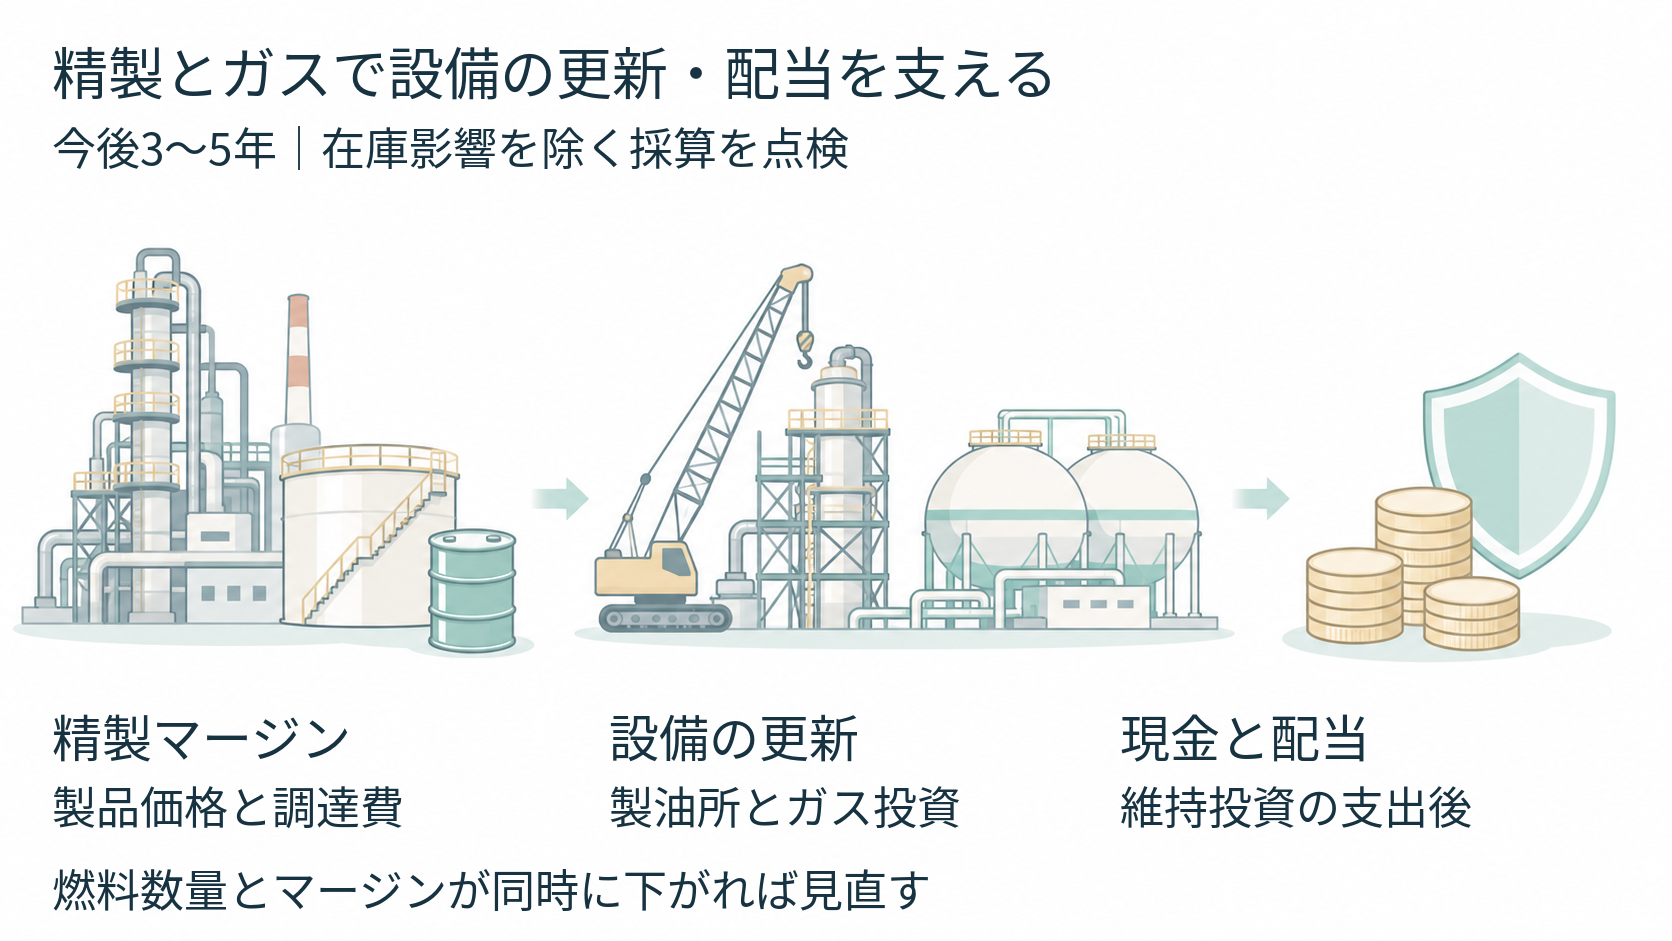 精製とガスで設備の更新・配当を支える
今後3〜5年｜在庫影響を除く採算を点検
精製マージン
製品価格と調達費
設備の更新
製油所とガス投資
現金と配当
維持投資の支出後
燃料数量とマージンが同時に下がれば見直す